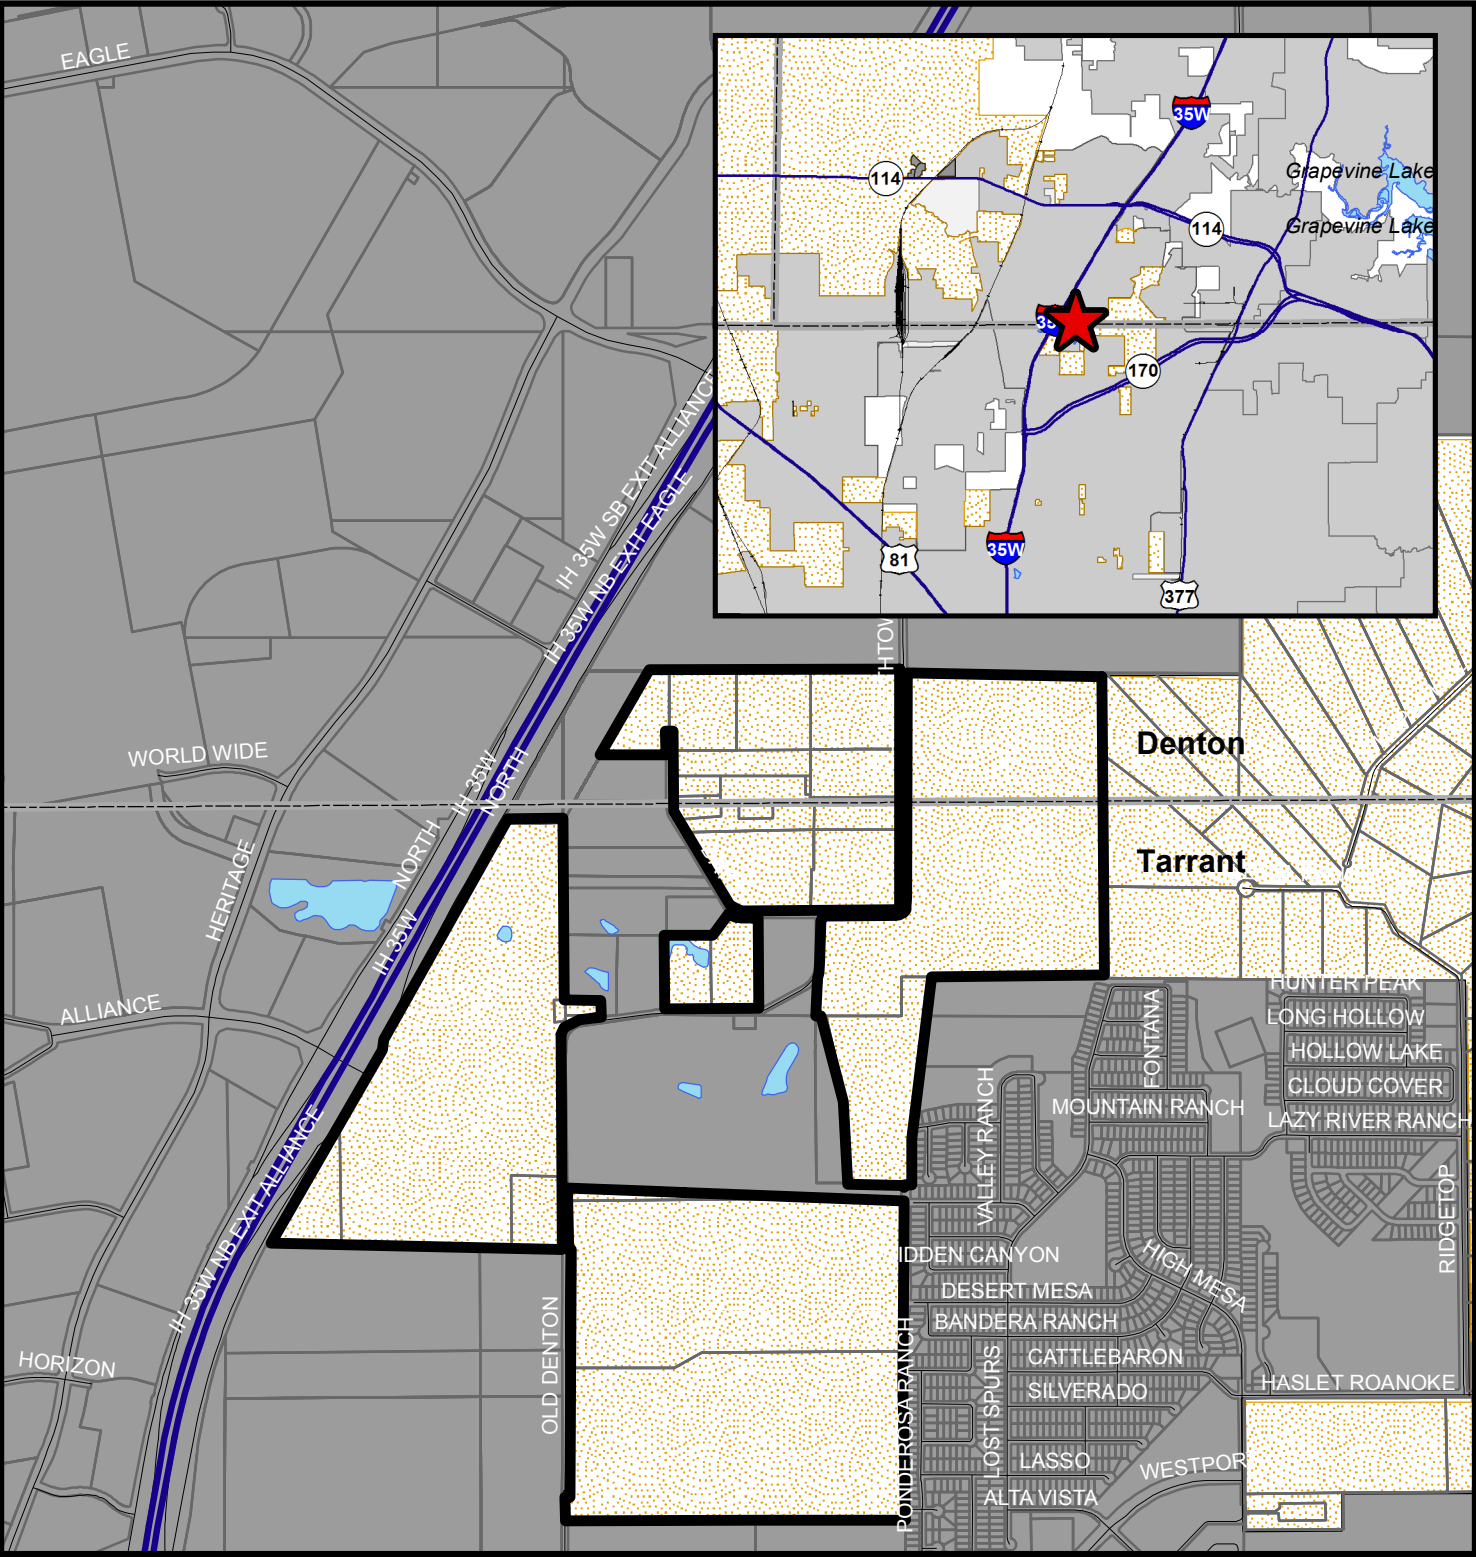 EAGLE
35W
Grapevine Lake
114
114
Grapevine Lake
35
170
81
35W
377
IH 35W SB EXIT ALLIANCE
IH 35W NB EXIT EAGLE
WORLD WIDE
IH 35W
NORTH
Denton
Tarrant
HERITAGE
NORTH
IH 35W
ALLIANCE
HUNTER PEAK
LONG HOLLOW
HOLLOW LAKE
CLOUD COVER
LAZY RIVER RANCH
FONTANA
MOUNTAIN RANCH
VALLEY RANCH
RIDGETOP
IH 35W NB EXIT ALLIANCE
IDDEN CANYON
HIGH MESA
DESERT MESA
BANDERA RANCH
CATTLEBARON
HORIZON
OLD DENTON
PONDEROSA RANCH
LOST SPURS
SILVERADO
HASLET ROANOKE
LASSO
WESTPOR
ALTA VISTA